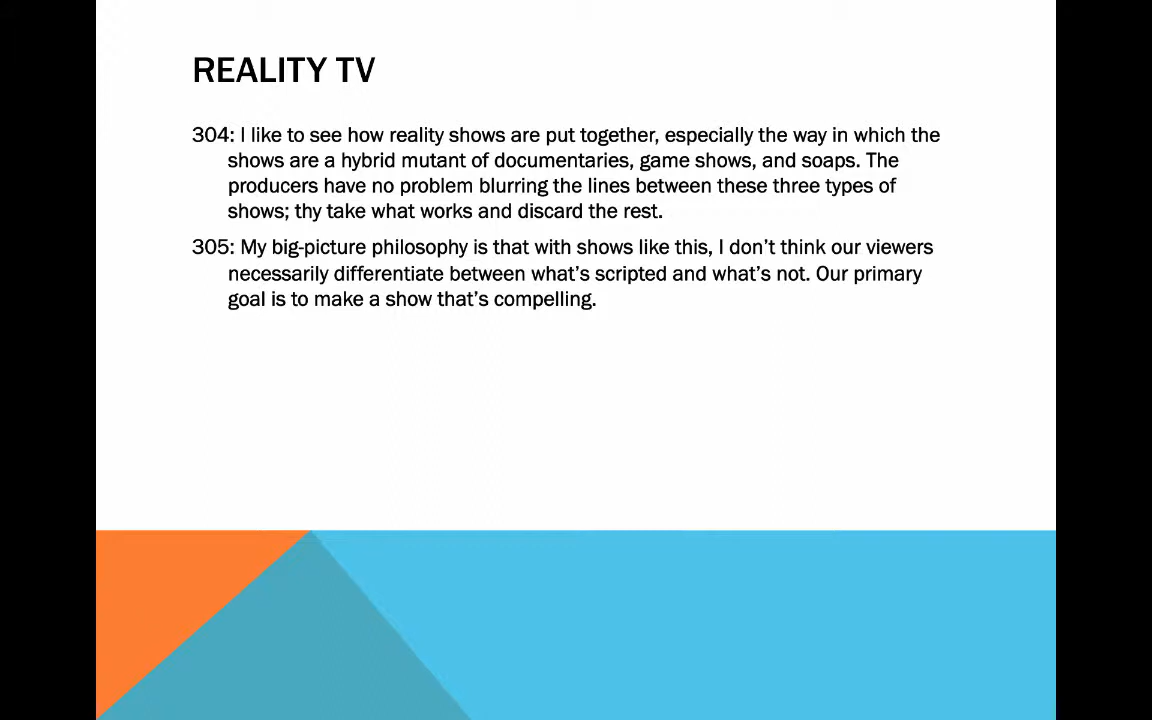 REALITY TV
304: I like to see how reality shows are put together, especially the way in which the
shows are a hybrid mutant of documentaries, game shows, and soaps. The
producers have no problem blurring the lines between these three types of
shows; thy take what works and discard the rest.
305: My big-picture philosophy is that with shows like this, I don’t think our viewers
necessarily differentiate between what’s scripted and what’s not. Our primary
goal is to make a show that’s compelling.